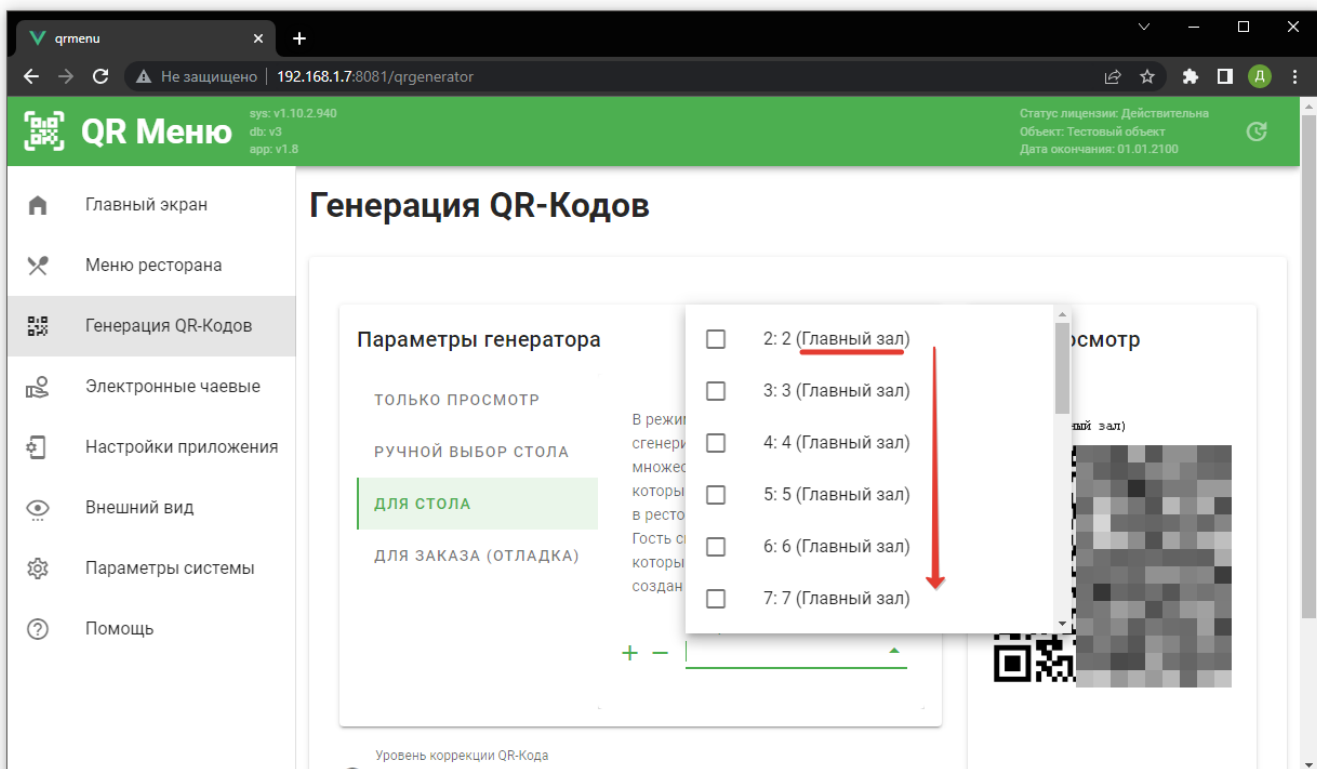 qrmenu
Не защищено
192.168.1.7:8081/qrgenerator
Д
QR Меню
sys: v1.10.2.940
db: v3
app: v1.8
Статус лицензии: Действительна
Объект: Тестовый объект
Дата окончания: 01.01.2100
Главный экран
Меню ресторана
Генерация QR-Кодов
Электронные чаевые
Настройки приложения
Внешний вид
Параметры системы
Помощь
Генерация QR-Кодов
Параметры генератора
ТОЛЬКО ПРОСМОТР
РУЧНОЙ ВЫБОР СТОЛА
ДЛЯ СТОЛА
ДЛЯ ЗАКАЗА (ОТЛАДКА)
В
в
Гость
2: 2 (Главный зал)
3: 3 (Главный зал)
4: 4 (Главный зал)
5: 5 (Главный зал)
6: 6 (Главный зал)
7: 7 (Главный зал)
зал)
Уровень коррекции QR-Кода